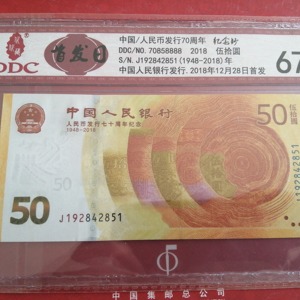 DDC
首发日
中国/人民币发行70周年 纪念钞
DDC/NO. 70858888 2018 伍拾圆
S/N. J192842851 (1948-2018)年
中国人民银行发行. 2018年12月28日首发
67
中国人民银行
人民币发行七十周年纪念
1948-2018
50
伍拾圆
50
J192842851
J192842851
中国集邮总公司